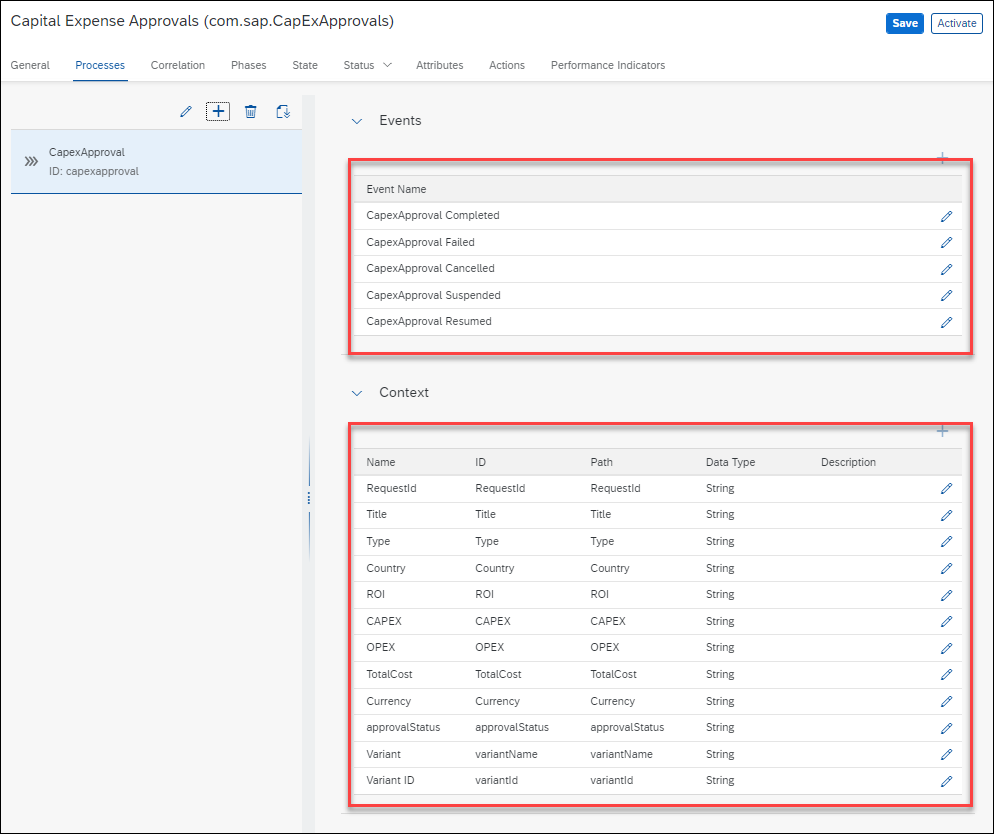 Capital Expense Approvals (com.sap.CapExApprovals)
Save Activate
General Processes Correlation Phases State Status Attributes Actions Performance Indicators
CapexApproval
ID: capexapproval
Events
Event Name
CapexApproval Completed
CapexApproval Failed
CapexApproval Cancelled
CapexApproval Suspended
CapexApproval Resumed
Context
Name ID Path Data Type Description
RequestId RequestId RequestId String
Title Title Title String
Type Type Type String
Country Country Country String
ROI ROI ROI String
CAPEX CAPEX CAPEX String
OPEX OPEX OPEX String
TotalCost TotalCost TotalCost String
Currency Currency Currency String
approvalStatus approvalStatus approvalStatus String
Variant variantName variantName String
Variant ID variantId variantId String